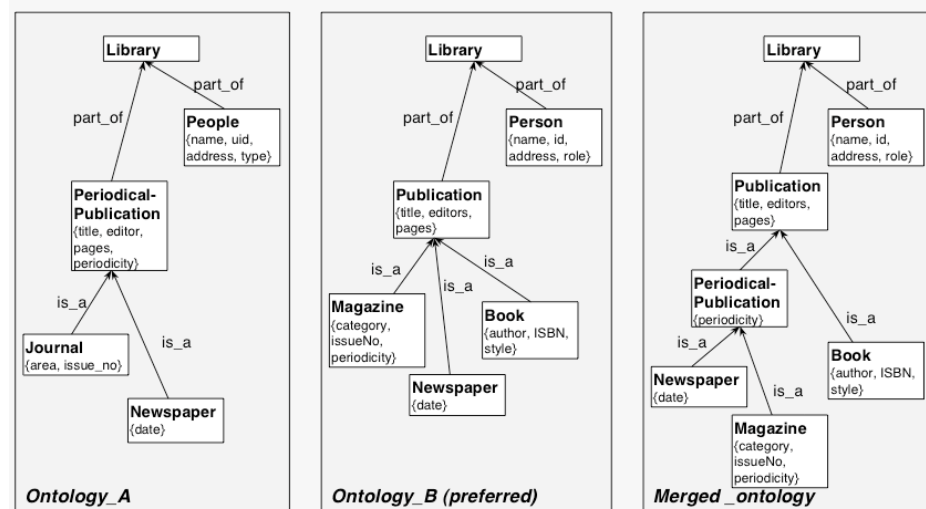 Library
part_of
part_of
People
{name, uid,
address, type}
Periodical-
Publication
{title, editor,
pages,
periodicity}
is_a
is_a
Journal
{area, issue_no}
Newspaper
{date}
Ontology_A
Library
part_of
part_of
Person
{name, id,
address, role}
Publication
{title, editors,
pages}
is_a
is_a
is_a
Magazine
{category,
issueNo,
periodicity}
Book
{author, ISBN,
style}
Newspaper
{date}
Ontology_B (preferred)
Library
part_of
part_of
Person
{name, id,
address, role}
Publication
{title, editors,
pages}
is_a
is_a
Periodical-
Publication
{periodicity}
is_a
is_a
Book
{author, ISBN,
style}
Newspaper
{date}
Magazine
{category,
issueNo,
periodicity}
Merged _ontology